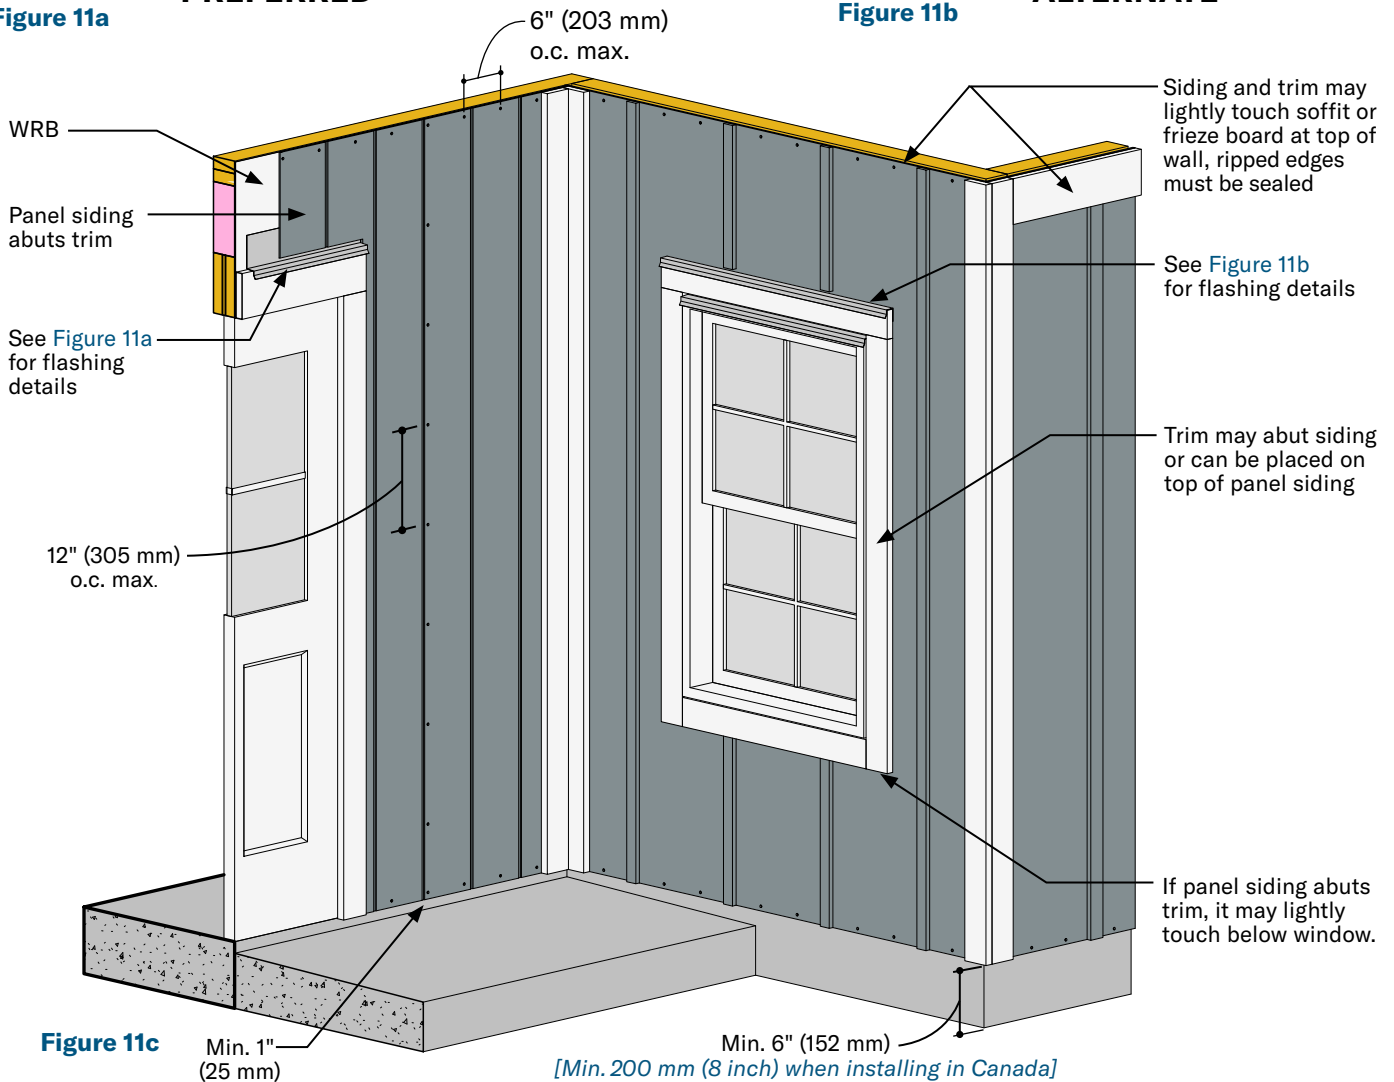 Figure 11a
PREFERRED
Figure 11b
ALTERNATE
6" (203 mm)
o.c. max.
WRB
Panel siding
abuts trim
See Figure 11a
for flashing
details
12" (305 mm)
o.c. max.
Siding and trim may
lightly touch soffit or
frieze board at top of
wall, ripped edges
must be sealed
See Figure 11b
for flashing details
Trim may abut siding
or can be placed on
top of panel siding
If panel siding abuts
trim, it may lightly
touch below window.
Figure 11c
Min. 1"
(25 mm)
Min. 6" (152 mm)
[Min. 200 mm (8 inch) when installing in Canada]